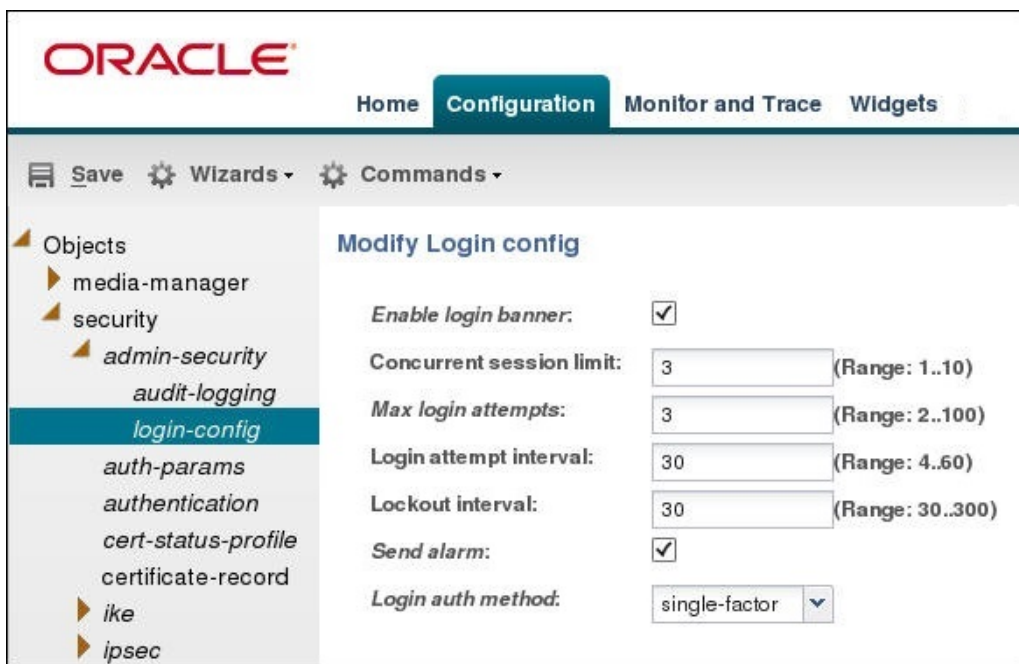 ORACLE
Home Configuration Monitor and Trace Widgets
Save Wizards Commands
Objects
media-manager
security
admin-security
audit-logging
login-config
auth-params
authentication
cert-status-profile
certificate-record
ike
ipsec
Modify Login config
Enable login banner:
Concurrent session limit: 3 (Range: 1..10)
Max login attempts: 3 (Range: 2..100)
Login attempt interval: 30 (Range: 4..60)
Lockout interval: 30 (Range: 30..300)
Send alarm:
Login auth method: single-factor